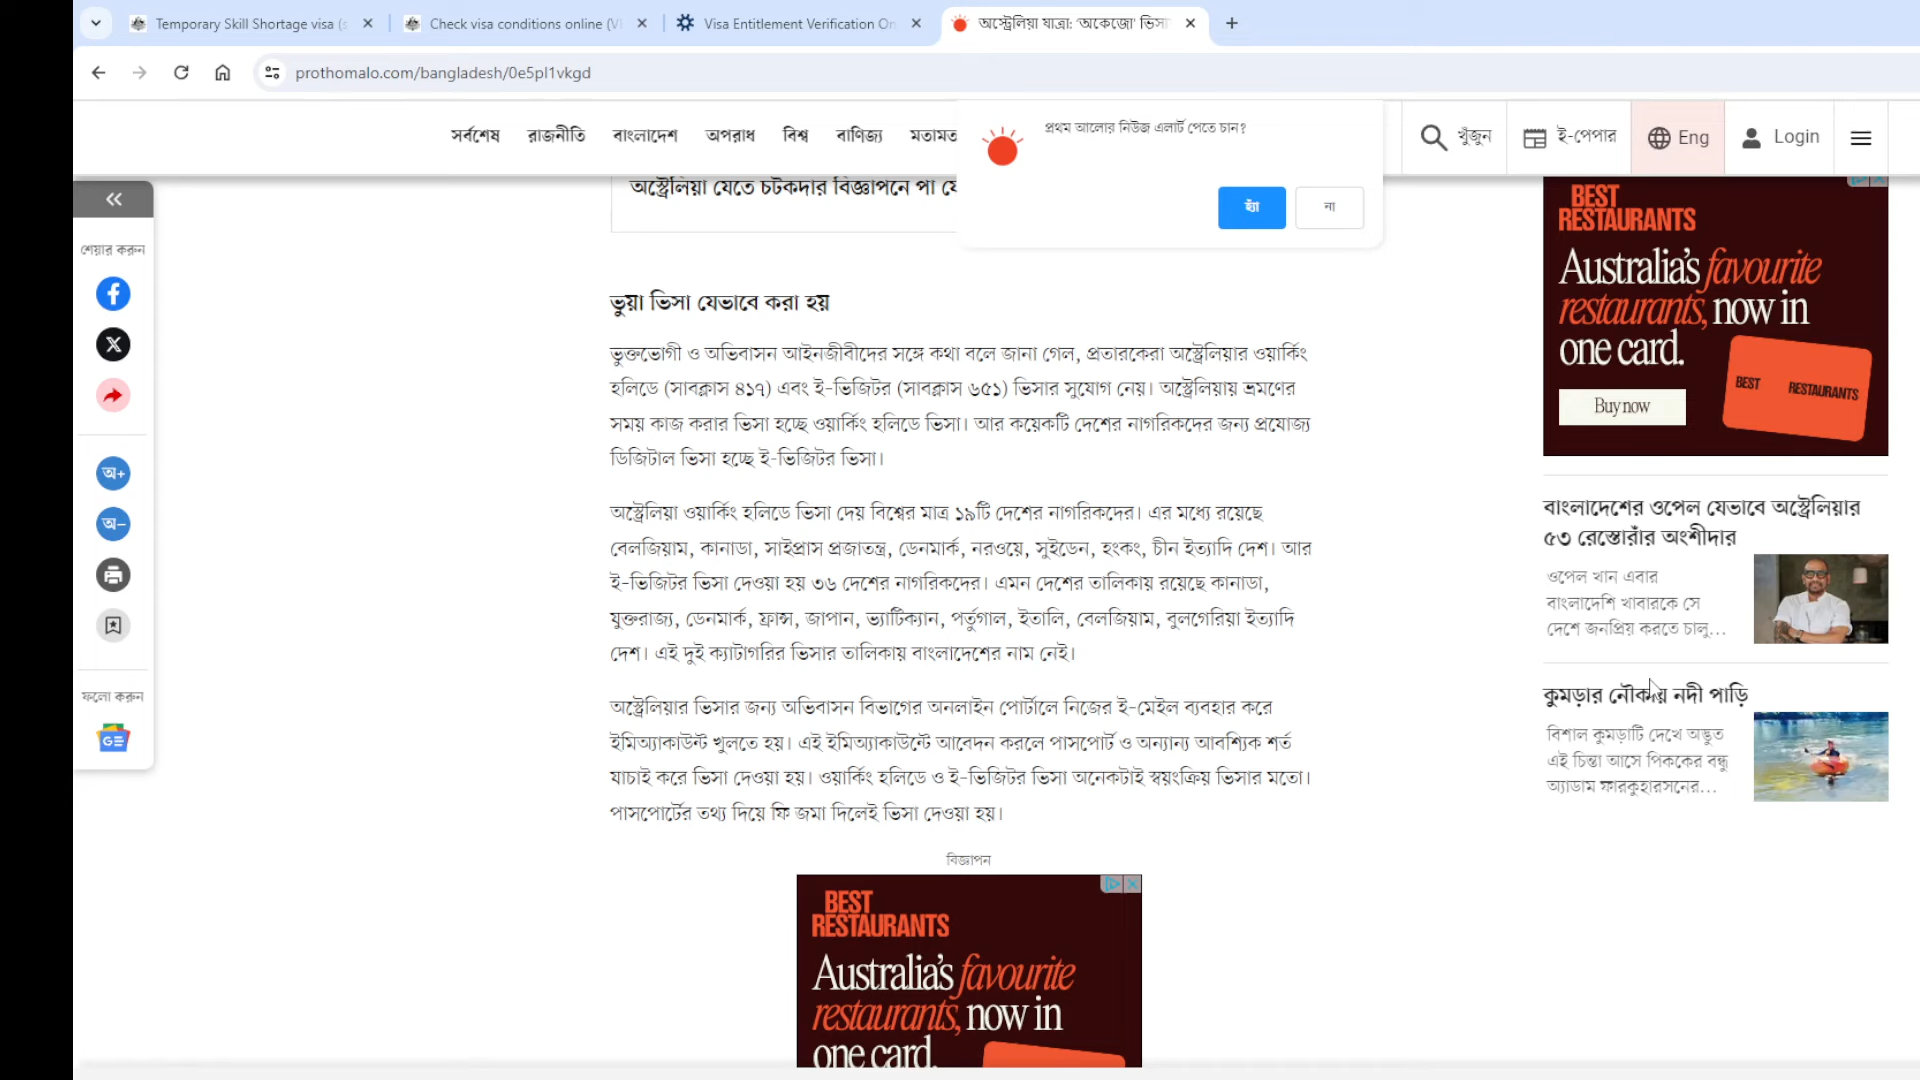 Temporary Skill Shortage visa (s
Check visa conditions online (V
Visa Entitlement Verification On
অস্ট্রেলিয়া যাত্রা: 'অকেজো' ভিসা
prothomalo.com/bangladesh/0e5pl1vkgd
সর্বশেষ
রাজনীতি
বাংলাদেশ
অপরাধ
বিশ্ব
বাণিজ্য
মতামত
প্রথম আলোর নিউজ এলার্ট পেতে চান?
হ্যাঁ
না
খুঁজুন
ই-পেপার
Eng
Login
শেয়ার করুন
অ+
অ–
ফলো করুন
অস্ট্রেলিয়া যেতে চটকদার বিজ্ঞাপনে পা যে
ভুয়া ভিসা যেভাবে করা হয়
ভুক্তভোগী ও অভিবাসন আইনজীবীদের সঙ্গে কথা বলে জানা গেল, প্রতারকেরা অস্ট্রেলিয়ার ওয়ার্কিং
হলিডে (সাবক্লাস ৪১৭) এবং ই-ভিজিটর (সাবক্লাস ৬৫১) ভিসার সুযোগ নেয়। অস্ট্রেলিয়ায় ভ্রমণের
সময় কাজ করার ভিসা হচ্ছে ওয়ার্কিং হলিডে ভিসা। আর কয়েকটি দেশের নাগরিকদের জন্য প্রযোজ্য
ডিজিটাল ভিসা হচ্ছে ই-ভিজিটর ভিসা।
অস্ট্রেলিয়া ওয়ার্কিং হলিডে ভিসা দেয় বিশ্বের মাত্র ১৯টি দেশের নাগরিকদের। এর মধ্যে রয়েছে
বেলজিয়াম, কানাডা, সাইপ্রাস প্রজাতন্ত্র, ডেনমার্ক, নরওয়ে, সুইডেন, হংকং, চীন ইত্যাদি দেশ। আর
ই-ভিজিটর ভিসা দেওয়া হয় ৩৬ দেশের নাগরিকদের। এমন দেশের তালিকায় রয়েছে কানাডা,
যুক্তরাজ্য, ডেনমার্ক, ফ্রান্স, জাপান, ভ্যাটিক্যান, পর্তুগাল, ইতালি, বেলজিয়াম, বুলগেরিয়া ইত্যাদি
দেশ। এই দুই ক্যাটাগরির ভিসার তালিকায় বাংলাদেশের নাম নেই।
অস্ট্রেলিয়ার ভিসার জন্য অভিবাসন বিভাগের অনলাইন পোর্টালে নিজের ই-মেইল ব্যবহার করে
ইমিঅ্যাকাউন্ট খুলতে হয়। এই ইমিঅ্যাকাউন্টে আবেদন করলে পাসপোর্ট ও অন্যান্য আবশ্যিক শর্ত
যাচাই করে ভিসা দেওয়া হয়। ওয়ার্কিং হলিডে ও ই-ভিজিটর ভিসা অনেকটাই স্বয়ংক্রিয় ভিসার মতো।
পাসপোর্টের তথ্য দিয়ে ফি জমা দিলেই ভিসা দেওয়া হয়।
বিজ্ঞাপন
BEST
RESTAURANTS
Australia's favourite
restaurants, now in
one card.
BEST
RESTAURANTS
Australia's favourite
restaurants, now in
one card.
Buy now
BEST RESTAURANTS
বাংলাদেশের ওপেল যেভাবে অস্ট্রেলিয়ার
৫৩ রেস্তোরাঁর অংশীদার
ওপেল খান এবার
বাংলাদেশি খাবারকে সে
দেশে জনপ্রিয় করতে চালু...
কুমড়ার নৌকায় নদী পাড়ি
বিশাল কুমড়াটি দেখে অদ্ভুত
এই চিন্তা আসে পিককের বন্ধু
অ্যাডাম ফারকুহারসনের...